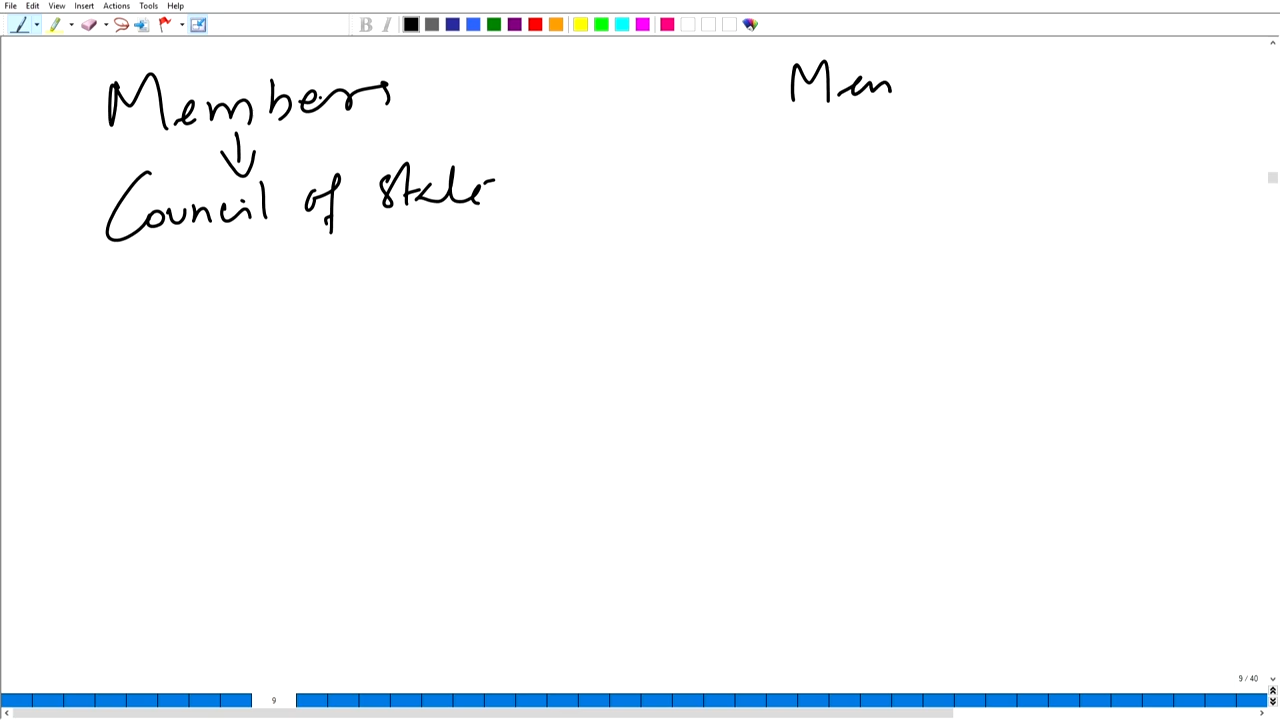 File Edit View Insert Actions Tools Help
B I
Members
Men
Council of state
9 / 40
9